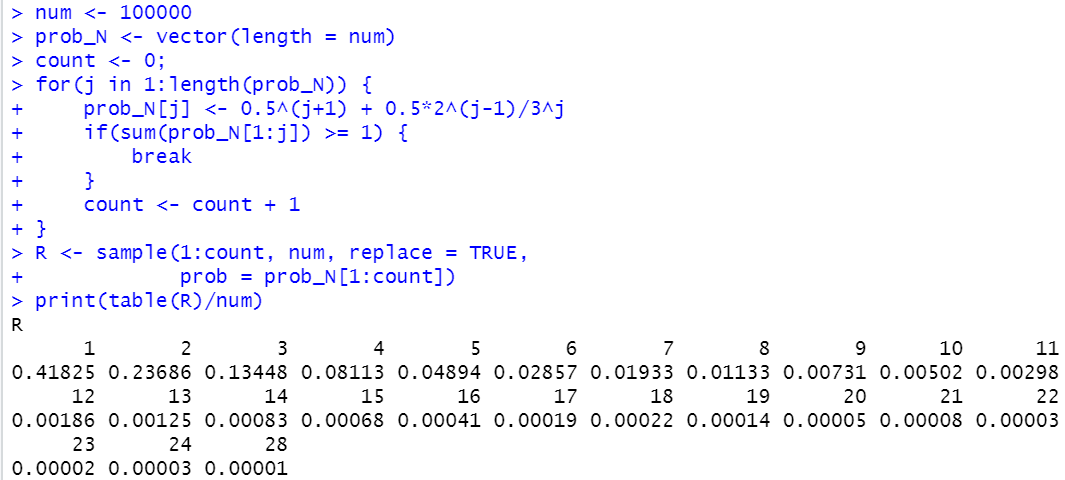 > num <- 100000
> prob_N <- vector(length = num)
> count <- 0;
> for(j in 1:length(prob_N)) {
+     prob_N[j] <- 0.5^(j+1) + 0.5*2^(j-1)/3^j
+     if(sum(prob_N[1:j]) >= 1) {
+         break
+     }
+     count <- count + 1
+ }
> R <- sample(1:count, num, replace = TRUE,
+             prob = prob_N[1:count])
> print(table(R)/num)
R
      1       2       3       4       5       6       7       8       9      10      11
0.41825 0.23686 0.13448 0.08113 0.04894 0.02857 0.01933 0.01133 0.00731 0.00502 0.00298
     12      13      14      15      16      17      18      19      20      21      22
0.00186 0.00125 0.00083 0.00068 0.00041 0.00019 0.00022 0.00014 0.00005 0.00008 0.00003
     23      24      28
0.00002 0.00003 0.00001